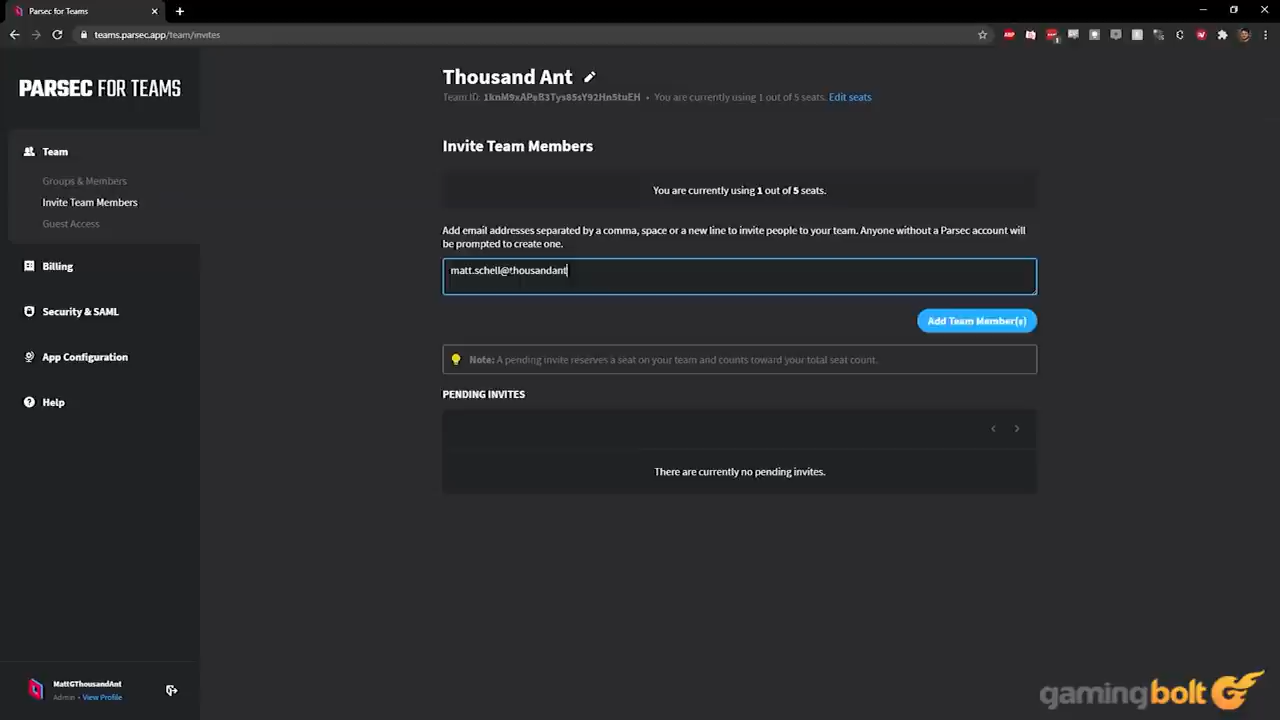 Parsec for Teams
teams.parsec.app/team/invites
PARSEC FOR TEAMS
Team
Groups & Members
Invite Team Members
Guest Access
Billing
Security & SAML
App Configuration
Help
MattGThousandAnt
Admin • View Profile
Thousand Ant
Team ID: • You are currently using 1 out of 5 seats. Edit seats
Invite Team Members
You are currently using 1 out of 5 seats.
Add email addresses separated by a comma, space or a new line to invite people to your team. Anyone without a Parsec account will
be prompted to create one.
matt.schell@thousandant
Add Team Member(s)
Note: A pending invite reserves a seat on your team and counts toward your total seat count.
PENDING INVITES
There are currently no pending invites.
gamingbolt